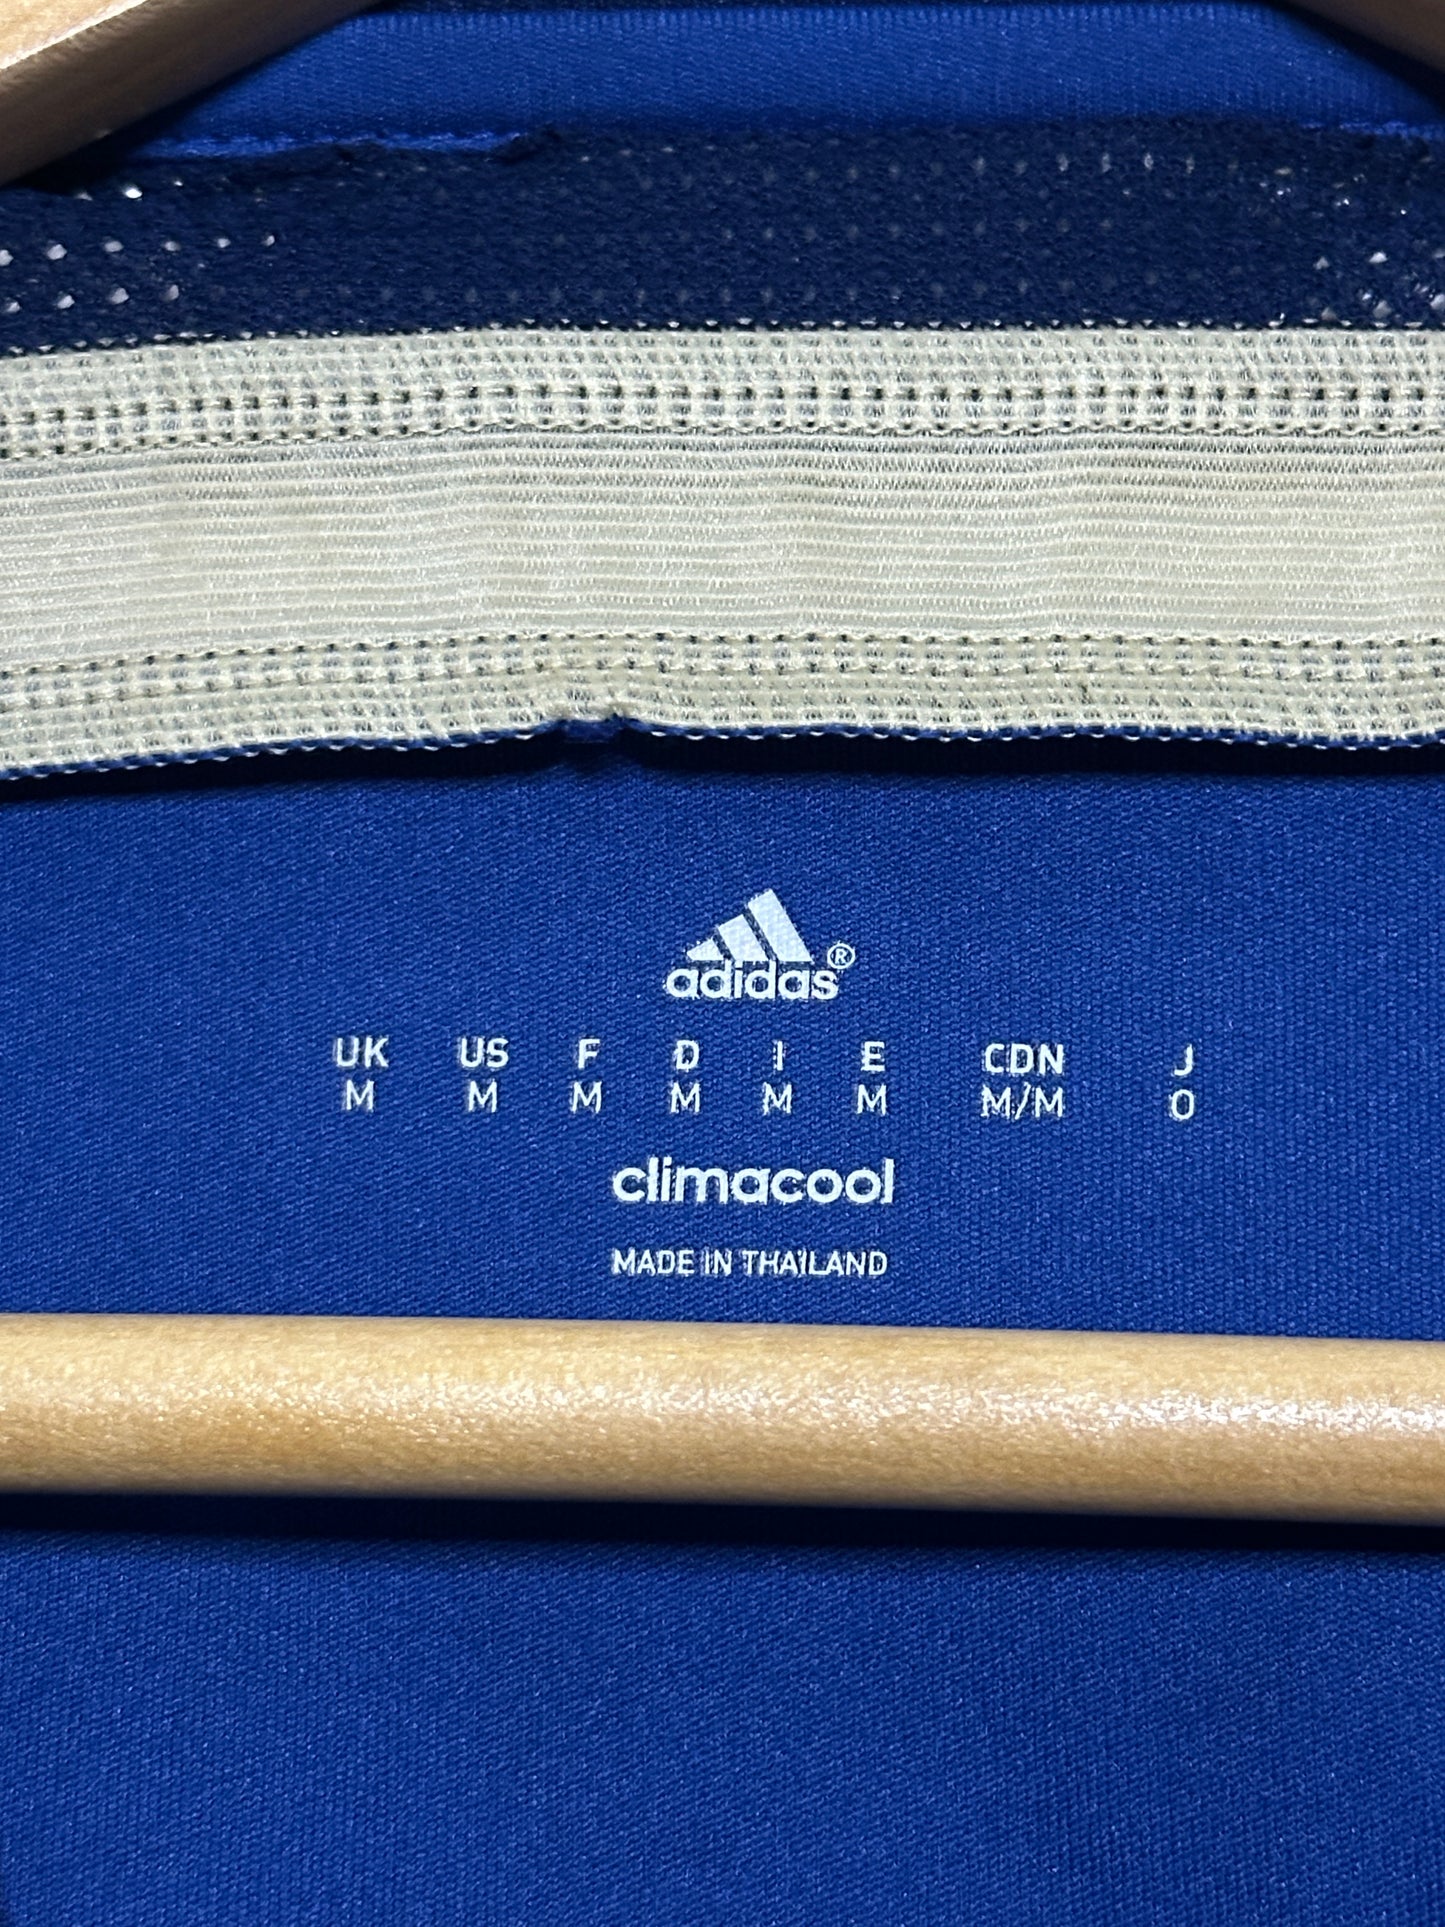 adidas®
UK US F D I E CDN J
M M M M M M M/M O
climacool
MADE IN THAILAND